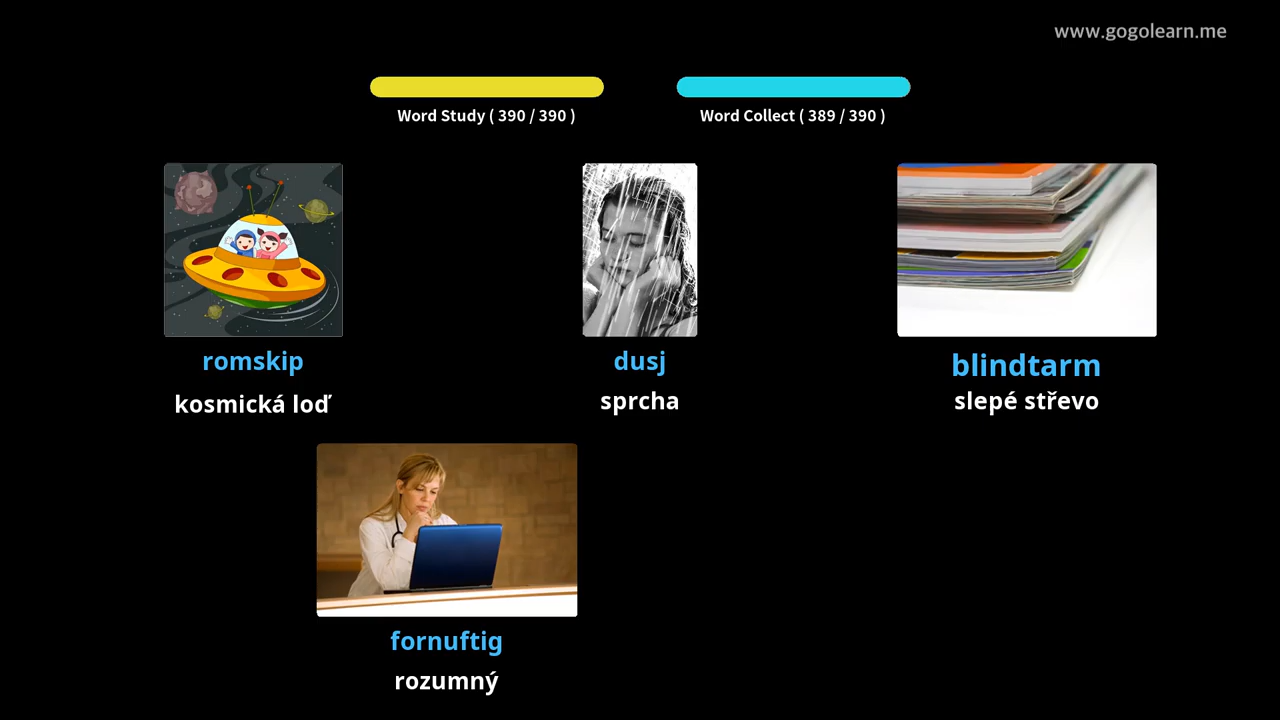 www.gogolearn.me
Word Study ( 390 / 390 )
Word Collect ( 389 / 390 )
romskip
kosmická loď
dusj
sprcha
blindtarm
slepé střevo
fornuftig
rozumný